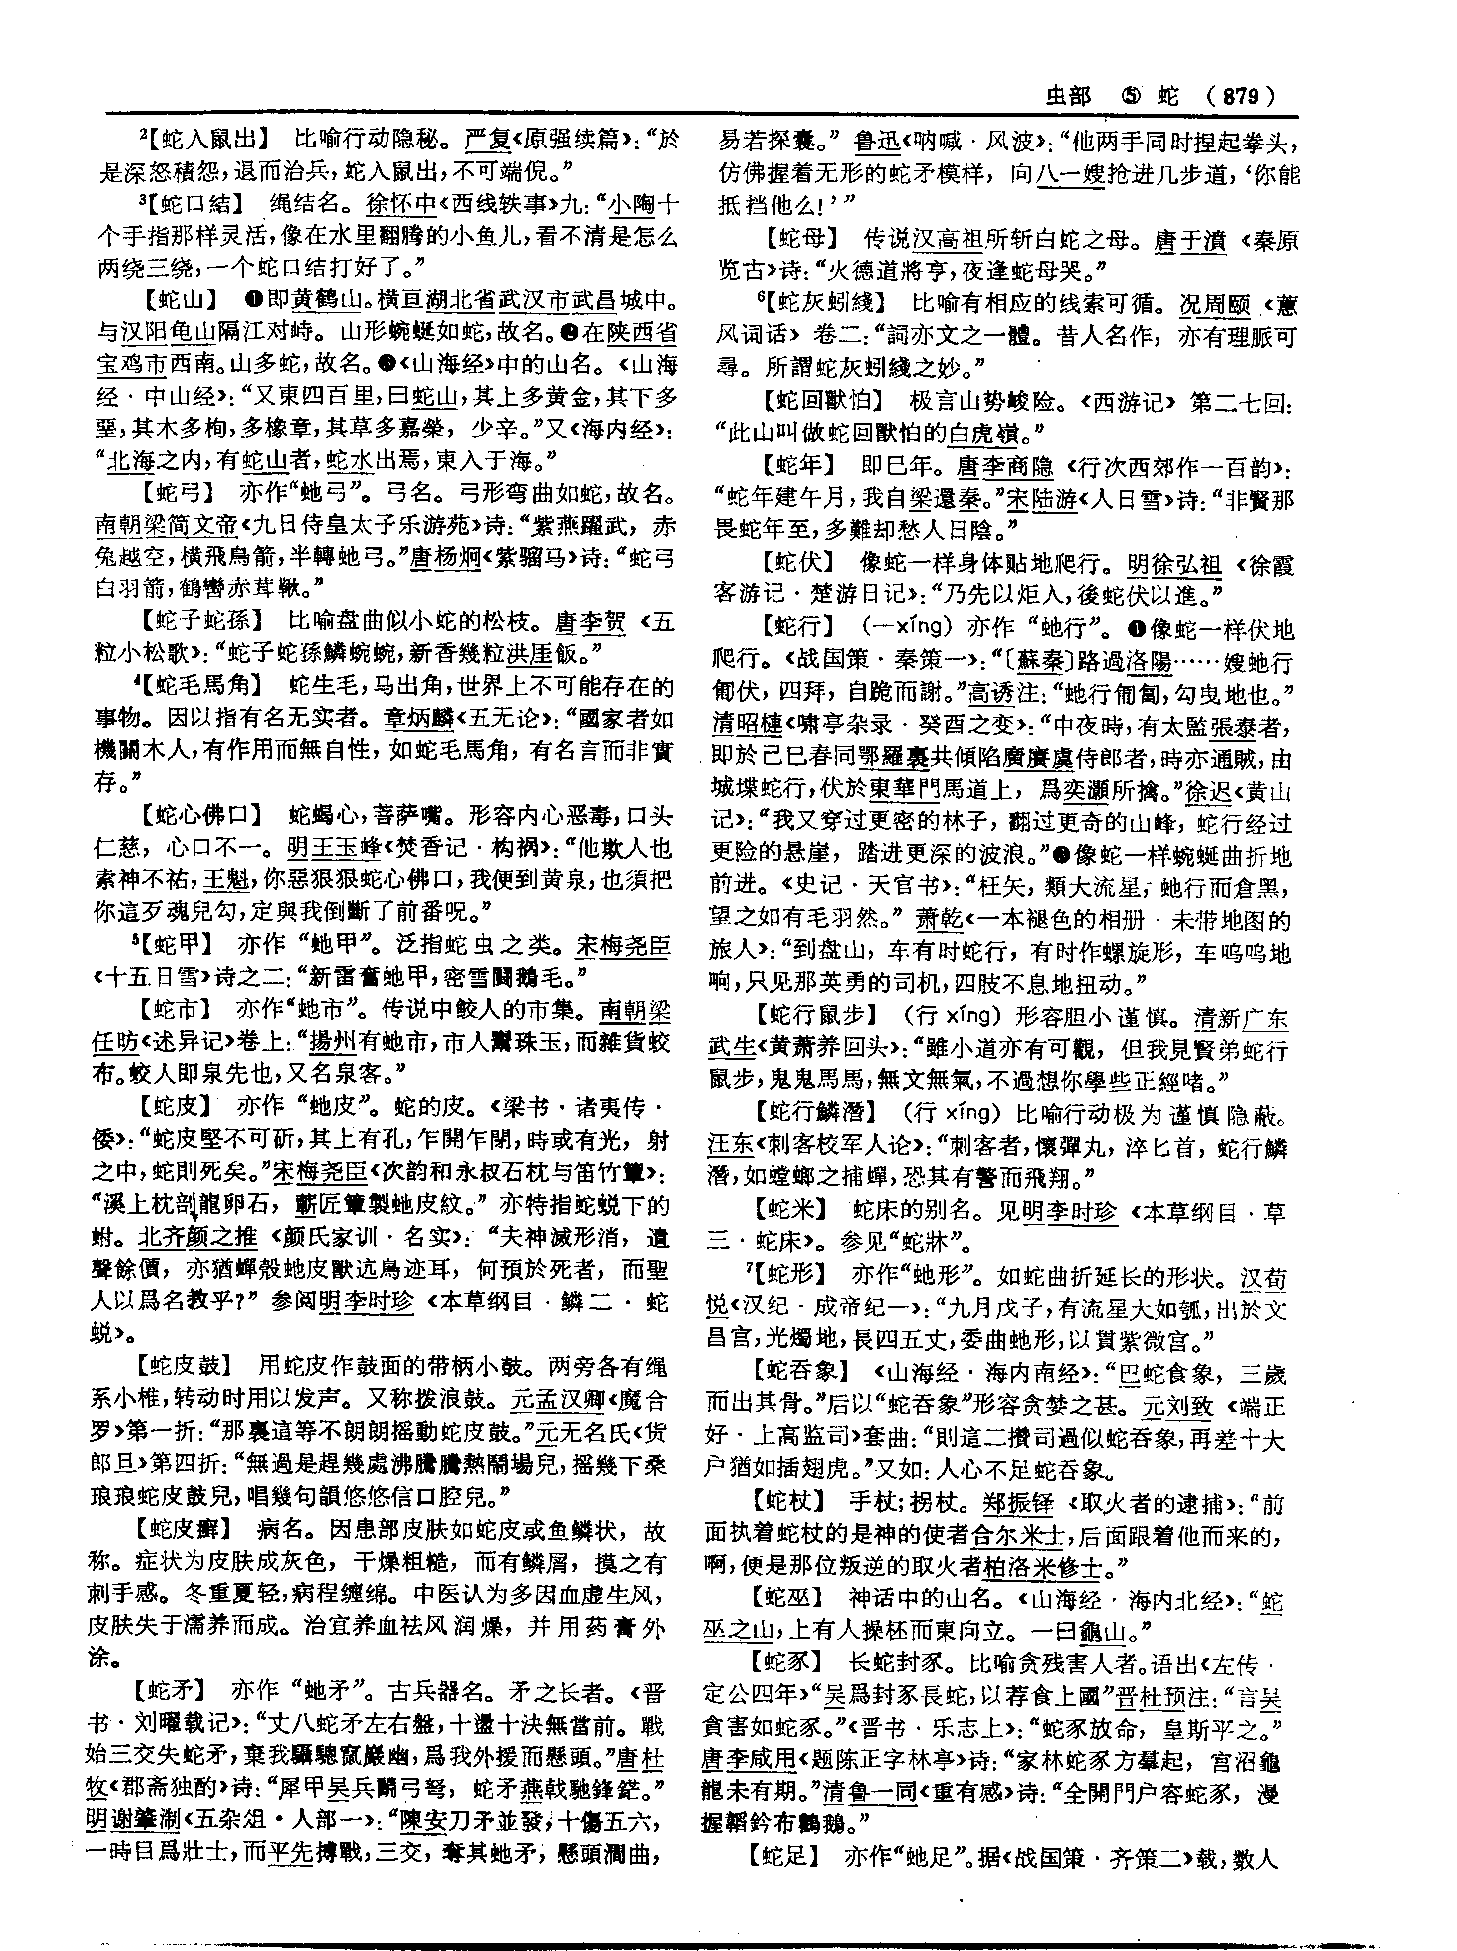 虫部 ⑤ 蛇 (879)
²【蛇入鼠出】 比喻行动隐秘。严复《原强续篇》:“於
是深怒積怨,退而治兵,蛇入鼠出,不可端倪。”
³【蛇口結】 绳结名。徐怀中《西线轶事》九:“小陶十
个手指那样灵活,像在水里翻腾的小鱼儿,看不清是怎么
两绕三绕,一个蛇口结打好了。”
【蛇山】 ❶即黄鹤山。横亘湖北省武汉市武昌城中。
与汉阳龟山隔江对峙。山形蜿蜒如蛇,故名。❷在陕西省
宝鸡市西南。山多蛇,故名。❸《山海经》中的山名。《山海
经·中山经》:“又東四百里,曰蛇山,其上多黄金,其下多
堊,其木多栒,多橡章,其草多嘉榮,少辛。”又《海内经》:
“北海之内,有蛇山者,蛇水出焉,東入于海。”
【蛇弓】 亦作“虵弓”。弓名。弓形弯曲如蛇,故名。
南朝梁简文帝《九日侍皇太子乐游苑》诗:“紫燕躍武,赤
兔越空,横飛鳥箭,半轉虵弓。”唐杨炯《紫骝马》诗:“蛇弓
白羽箭,鶴轡赤茸鞦。”
【蛇子蛇孫】 比喻盘曲似小蛇的松枝。唐李贺《五
粒小松歌》:“蛇子蛇孫鱗蜿蜿,新香幾粒洪厓飯。”
⁴【蛇毛馬角】 蛇生毛,马出角,世界上不可能存在的
事物。因以指有名无实者。章炳麟《五无论》:“國家者如
機關木人,有作用而無自性,如蛇毛馬角,有名言而非實
存。”
【蛇心佛口】 蛇蝎心,菩萨嘴。形容内心恶毒,口头
仁慈,心口不一。明王玉峰《焚香记·构祸》:“他欺人也
索神不祐,王魁,你惡狠狠蛇心佛口,我便到黄泉,也須把
你這歹魂兒勾,定與我倒斷了前番呪。”
⁵【蛇甲】 亦作“虵甲”。泛指蛇虫之类。宋梅尧臣
《十五日雪》诗之二:“新雷奮虵甲,密雪鬭鵝毛。”
【蛇市】 亦作“虵市”。传说中鲛人的市集。南朝梁
任昉《述异记》卷上:“揚州有虵市,市人鬻珠玉,而雜貨蛟
布。蛟人即泉先也,又名泉客。”
【蛇皮】 亦作“虵皮”。蛇的皮。《梁书·诸夷传·
倭》:“蛇皮堅不可斫,其上有孔,乍開乍閉,時或有光,射
之中,蛇則死矣。”宋梅尧臣《次韵和永叔石枕与笛竹簟》:
“溪上枕剖龍卵石,蘄匠簟製虵皮紋。”亦特指蛇蜕下的
蚹。北齐颜之推《颜氏家训·名实》:“夫神滅形消,遺
聲餘價,亦猶蟬殻虵皮獸迒鳥迹耳,何預於死者,而聖
人以爲名教乎?”参阅明李时珍《本草纲目·鳞二·蛇
蜕》。
【蛇皮鼓】 用蛇皮作鼓面的带柄小鼓。两旁各有绳
系小椎,转动时用以发声。又称拨浪鼓。元孟汉卿《魔合
罗》第一折:“那裏這等不朗朗摇動蛇皮鼓。”元无名氏《货
郎旦》第四折:“無過是趕幾處沸騰騰熱鬧場兒,摇幾下桑
琅琅蛇皮鼓兒,唱幾句韻悠悠信口腔兒。”
【蛇皮癬】 病名。因患部皮肤如蛇皮或鱼鳞状,故
称。症状为皮肤成灰色,干燥粗糙,而有鳞屑,摸之有
刺手感。冬重夏轻,病程缠绵。中医认为多因血虚生风,
皮肤失于濡养而成。治宜养血祛风润燥,并用药膏外
涂。
【蛇矛】 亦作“虵矛”。古兵器名。矛之长者。《晋
书·刘曜载记》:“丈八蛇矛左右盤,十盪十決無當前。戰
始三交失蛇矛,棄我驕驄竄巖幽,爲我外援而懸頭。”唐杜
牧《郡斋独酌》诗:“犀甲吴兵鬭弓弩,蛇矛燕戟馳鋒鋩。”
明谢肇淛《五杂俎·人部一》:“陳安刀矛並發,十傷五六,
一時目爲壯士,而平先搏戰,三交,奪其虵矛,懸頭澗曲,
易若探囊。”鲁迅《呐喊·风波》:“他两手同时捏起拳头,
仿佛握着无形的蛇矛模样,向八一嫂抢进几步道,‘你能
抵挡他么!’”
【蛇母】 传说汉高祖所斩白蛇之母。唐于濆《秦原
览古》诗:“火德道將亨,夜逢蛇母哭。”
⁶【蛇灰蚓綫】 比喻有相应的线索可循。况周颐《蕙
风词话》卷二:“詞亦文之一體。昔人名作,亦有理脈可
尋。所謂蛇灰蚓綫之妙。”
【蛇回獸怕】 极言山势峻险。《西游记》第二七回:
“此山叫做蛇回獸怕的白虎嶺。”
【蛇年】 即巳年。唐李商隐《行次西郊作一百韵》:
“蛇年建午月,我自梁還秦。”宋陆游《人日雪》诗:“非賢那
畏蛇年至,多難却愁人日陰。”
【蛇伏】 像蛇一样身体贴地爬行。明徐弘祖《徐霞
客游记·楚游日记》:“乃先以炬入,後蛇伏以進。”
【蛇行】 (—xíng)亦作“虵行”。❶像蛇一样伏地
爬行。《战国策·秦策一》:“〔蘇秦〕路過洛陽……嫂虵行
匍伏,四拜,自跪而謝。”高诱注:“虵行匍匐,勾曳地也。”
清昭槤《啸亭杂录·癸酉之变》:“中夜時,有太監張泰者,
即於己巳春同鄂羅裏共傾陷廣賡虞侍郎者,時亦通賊,由
城堞蛇行,伏於東華門馬道上,爲奕灝所擒。”徐迟《黄山
记》:“我又穿过更密的林子,翻过更奇的山峰,蛇行经过
更险的悬崖,踏进更深的波浪。”❷像蛇一样蜿蜒曲折地
前进。《史记·天官书》:“枉矢,類大流星,虵行而倉黑,
望之如有毛羽然。”萧乾《一本褪色的相册·未带地图的
旅人》:“到盘山,车有时蛇行,有时作螺旋形,车呜呜地
响,只见那英勇的司机,四肢不息地扭动。”
【蛇行鼠步】 (行 xíng)形容胆小谨慎。清新广东
武生《黄萧养回头》:“雖小道亦有可觀,但我見賢弟蛇行
鼠步,鬼鬼馬馬,無文無氣,不過想你學些正經啫。”
【蛇行鱗潛】 (行 xíng)比喻行动极为谨慎隐蔽。
汪东《刺客校军人论》:“刺客者,懷彈丸,淬匕首,蛇行鱗
潛,如螳螂之捕蟬,恐其有警而飛翔。”
【蛇米】 蛇床的别名。见明李时珍《本草纲目·草
三·蛇床》。参见“蛇牀”。
⁷【蛇形】 亦作“虵形”。如蛇曲折延长的形状。汉荀
悦《汉纪·成帝纪一》:“九月戊子,有流星大如瓠,出於文
昌宫,光燭地,長四五丈,委曲虵形,以貫紫微宫。”
【蛇吞象】 《山海经·海内南经》:“巴蛇食象,三歲
而出其骨。”后以“蛇吞象”形容贪婪之甚。元刘致《端正
好·上高监司》套曲:“則這二攢司過似蛇吞象,再差十大
户猶如插翅虎。”又如:人心不足蛇吞象。
【蛇杖】 手杖;拐杖。郑振铎《取火者的逮捕》:“前
面执着蛇杖的是神的使者合尔米士,后面跟着他而来的,
啊,便是那位叛逆的取火者柏洛米修士。”
【蛇巫】 神话中的山名。《山海经·海内北经》:“蛇
巫之山,上有人操柸而東向立。一曰龜山。”
【蛇豕】 长蛇封豕。比喻贪残害人者。语出《左传·
定公四年》“吴爲封豕長蛇,以荐食上國”晋杜预注:“言吴
貪害如蛇豕。”《晋书·乐志上》:“蛇豕放命,皇斯平之。”
唐李咸用《题陈正字林亭》诗:“家林蛇豕方羣起,宫沼龜
龍未有期。”清鲁一同《重有感》诗:“全開門户容蛇豕,漫
握韜鈐布鸛鵝。”
【蛇足】 亦作“虵足”。据《战国策·齐策二》载,数人